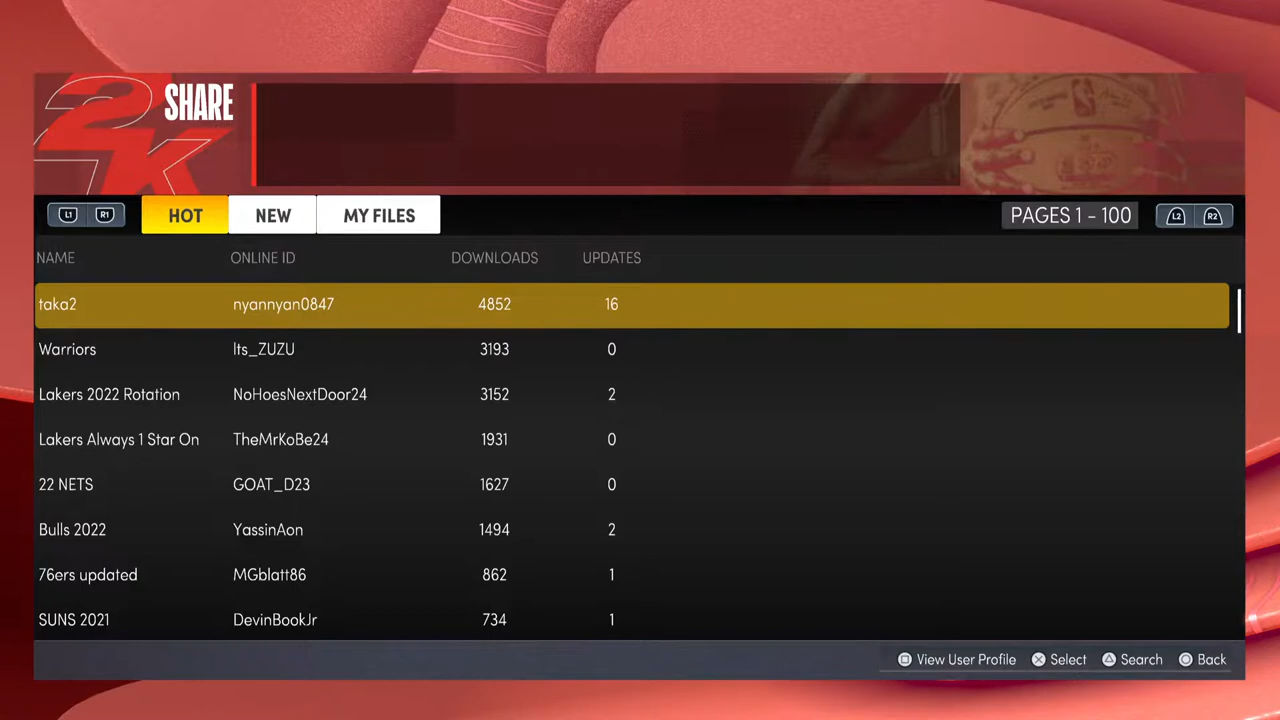 2K SHARE
L1 R1 HOT NEW MY FILES PAGES 1 - 100 L2 R2
NAME ONLINE ID DOWNLOADS UPDATES
taka2 nyannyan0847 4852 16
Warriors Its_ZUZU 3193 0
Lakers 2022 Rotation NoHoesNextDoor24 3152 2
Lakers Always 1 Star On TheMrKoBe24 1931 0
22 NETS GOAT_D23 1627 0
Bulls 2022 YassinAon 1494 2
76ers updated MGblatt86 862 1
SUNS 2021 DevinBookJr 734 1
View User Profile Select Search Back